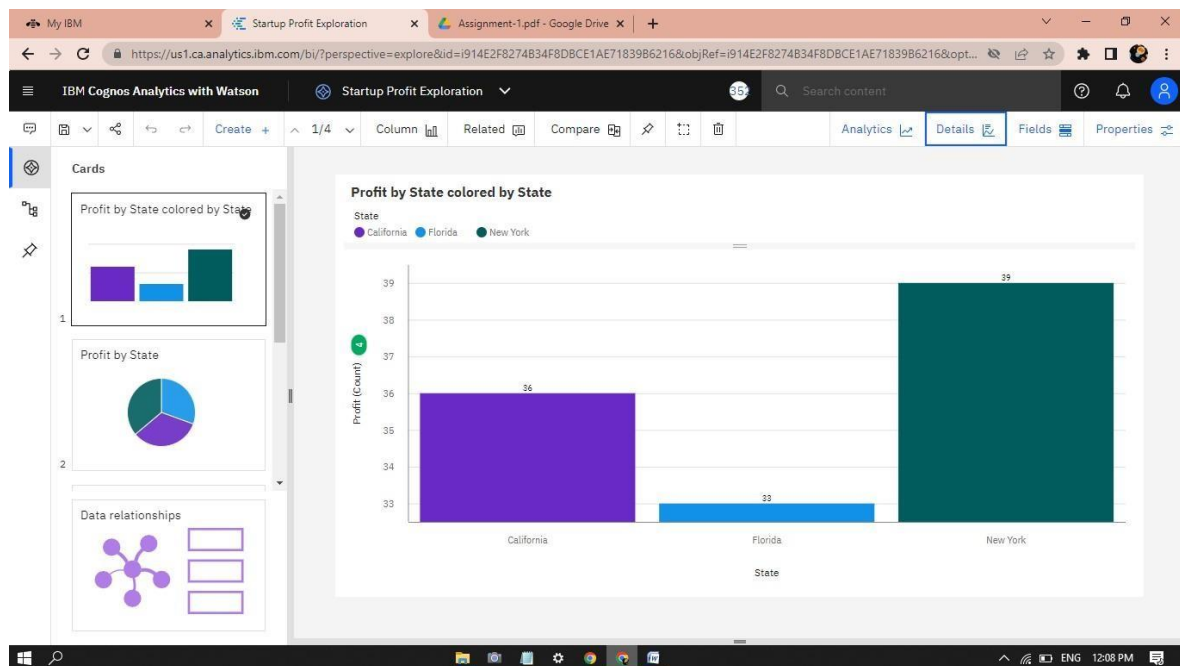 My IBM
Startup Profit Exploration
Assignment-1.pdf - Google Drive
https://us1.ca.analytics.ibm.com/bi/?perspective=explore&id=i914E2F8274B34F8DBCE1AE71839B6216&objRef=i914E2F8274B34F8DBCE1AE71839B6216&opt...
IBM Cognos Analytics with Watson
Startup Profit Exploration
352
Search content
Create +
1/4
Column
Related
Compare
Analytics
Details
Fields
Properties
Cards
Profit by State colored by State
1
Profit by State
2
Data relationships
Profit by State colored by State
State
California Florida New York
39
38
37
36
35
34
33
Profit (Count)
36
33
39
California Florida New York
State
ENG 12:08 PM